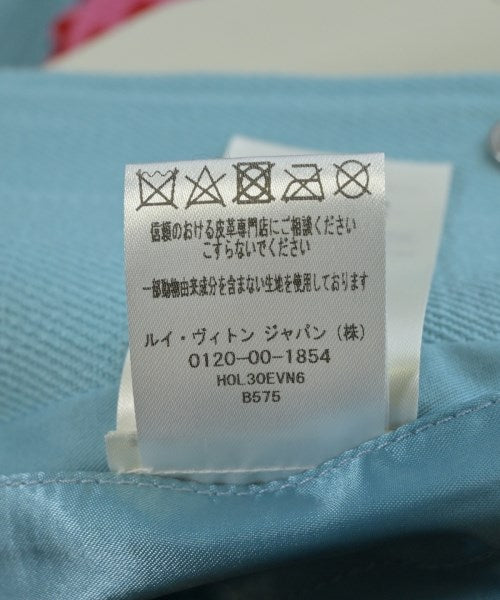 信頼のおける皮革専門店にご相談ください
こすらないでください
一部動物由来成分を含まない生地を使用しております
ルイ・ヴィトン ジャパン（株）
0120-00-1854
HOL30EVN6
B575